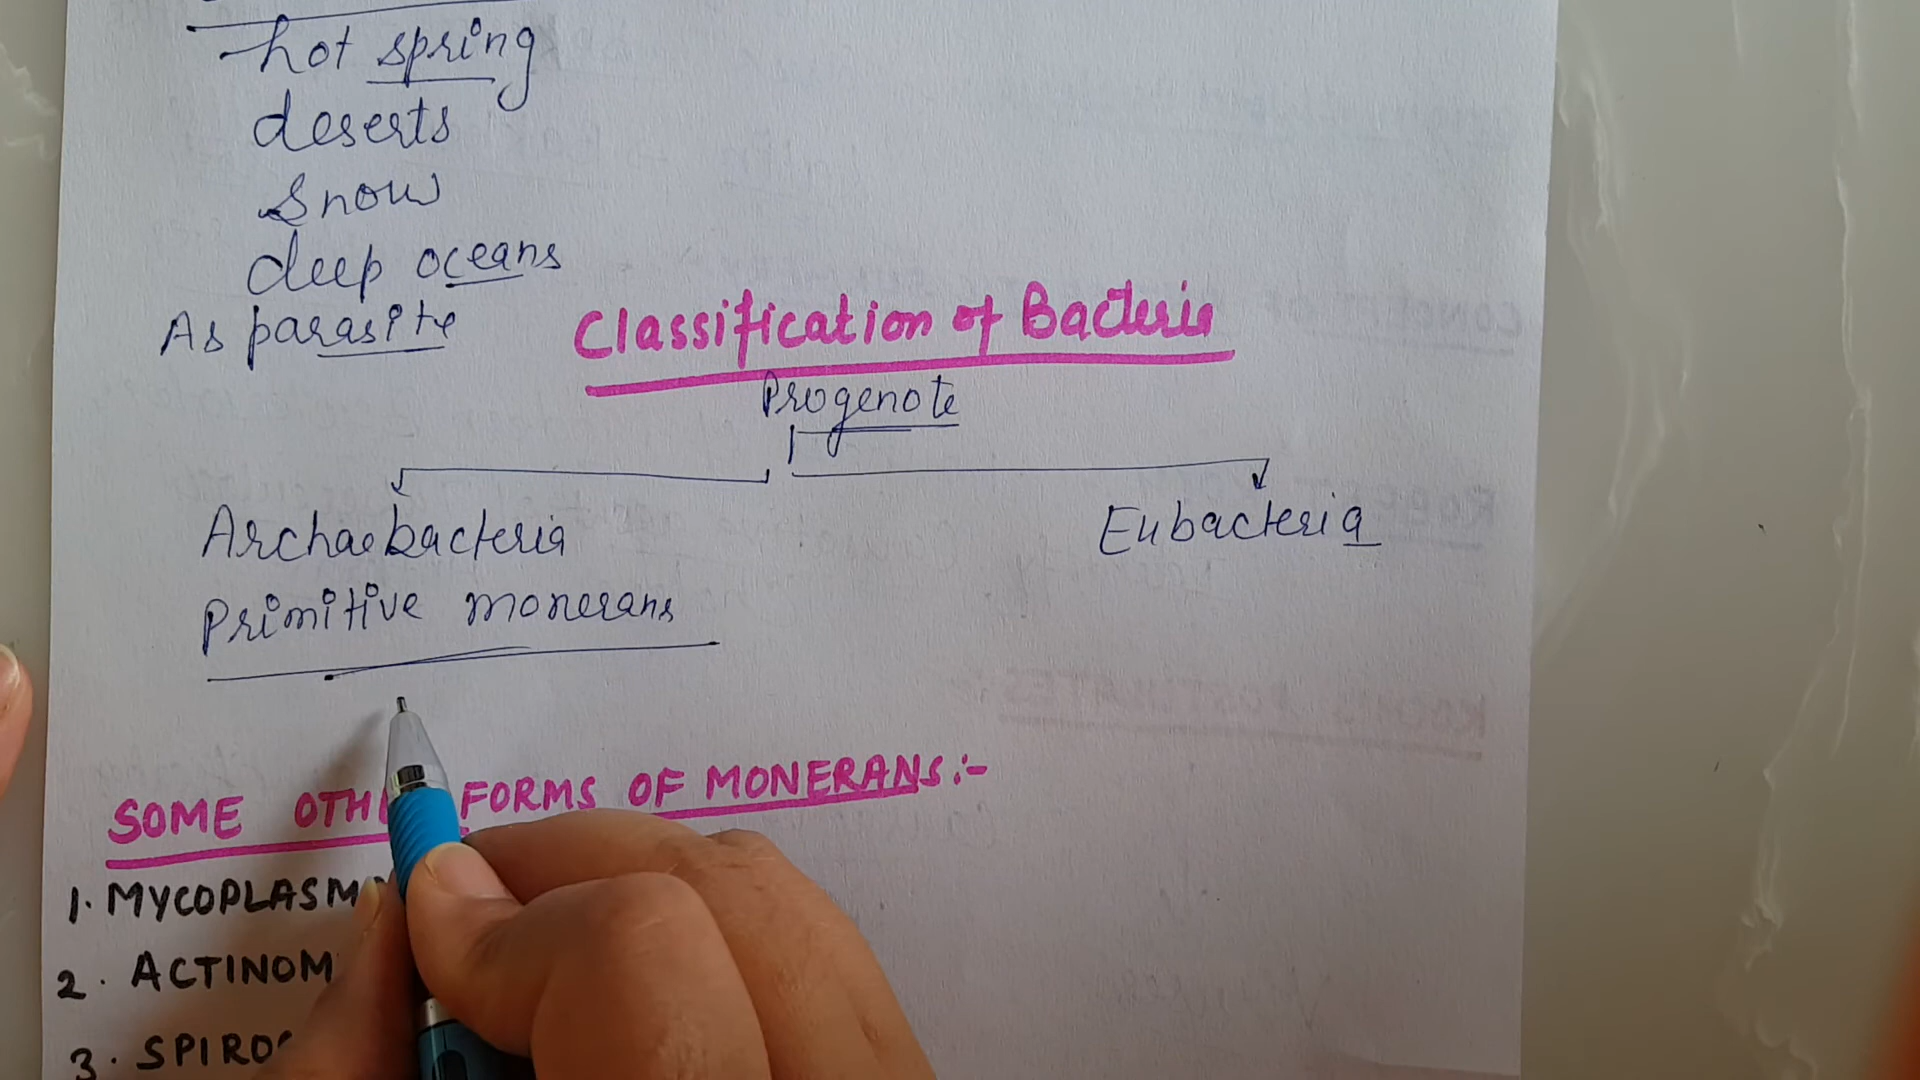 hot spring
deserts
Snow
deep oceans
As parasite
Classification of Bacteria
Progenote
Archaebacteria
Eubacteria
Primitive monerans
SOME FORMS OF MONERANS:-
1. MYCOPLASM
2. ACTINOM
3.